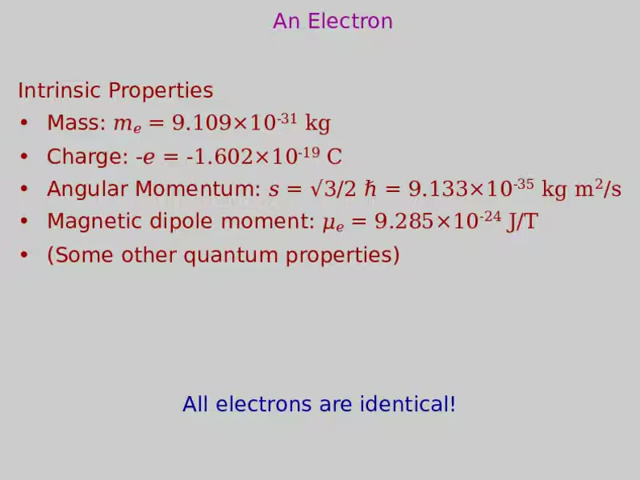 An Electron
Intrinsic Properties
• Mass: mₑ = 9.109×10⁻³¹ kg
• Charge: -e = -1.602×10⁻¹⁹ C
• Angular Momentum: s = √3/2 ℏ = 9.133×10⁻³⁵ kg m²/s
• Magnetic dipole moment: μₑ = 9.285×10⁻²⁴ J/T
• (Some other quantum properties)
All electrons are identical!